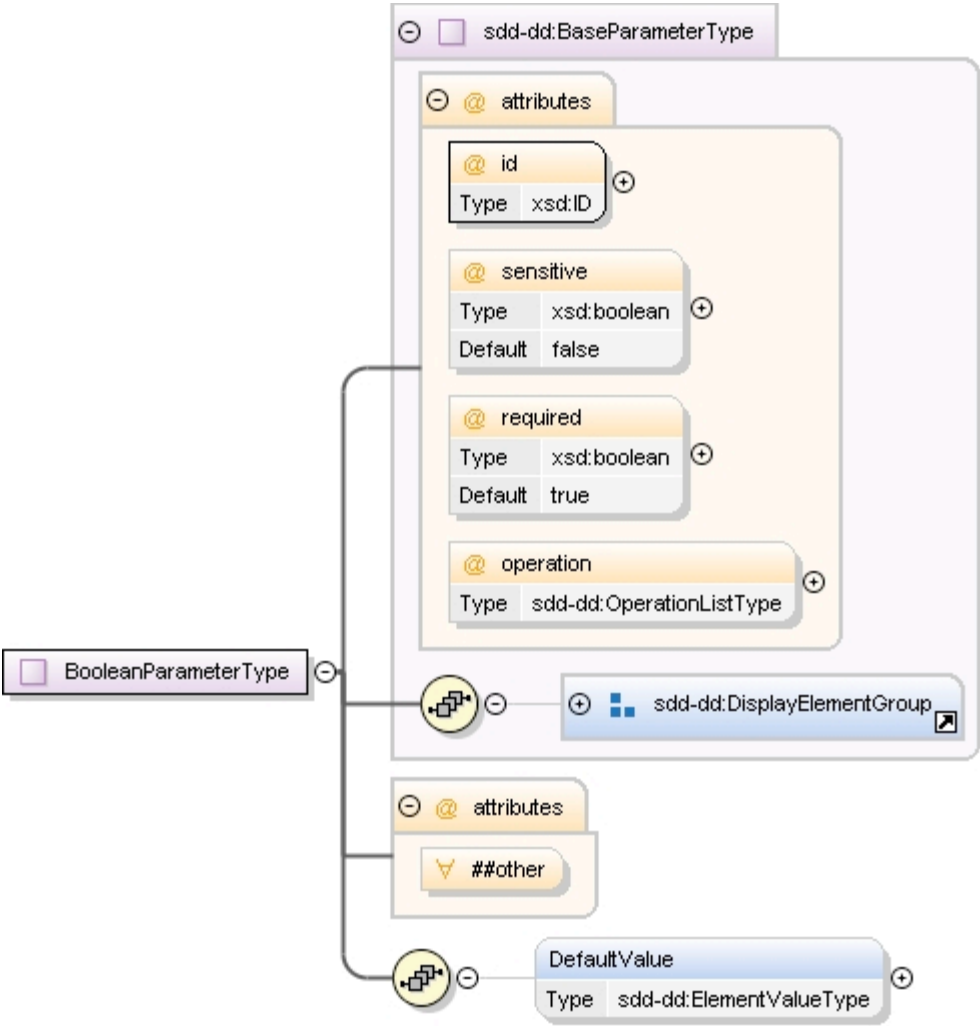 sdd-dd:BaseParameterType
@ attributes
@ id
Type xsd:ID
@ sensitive
Type xsd:boolean
Default false
@ required
Type xsd:boolean
Default true
@ operation
Type sdd-dd:OperationListType
BooleanParameterType
sdd-dd:DisplayElementGroup
@ attributes
∀ ##other
DefaultValue
Type sdd-dd:ElementValueType